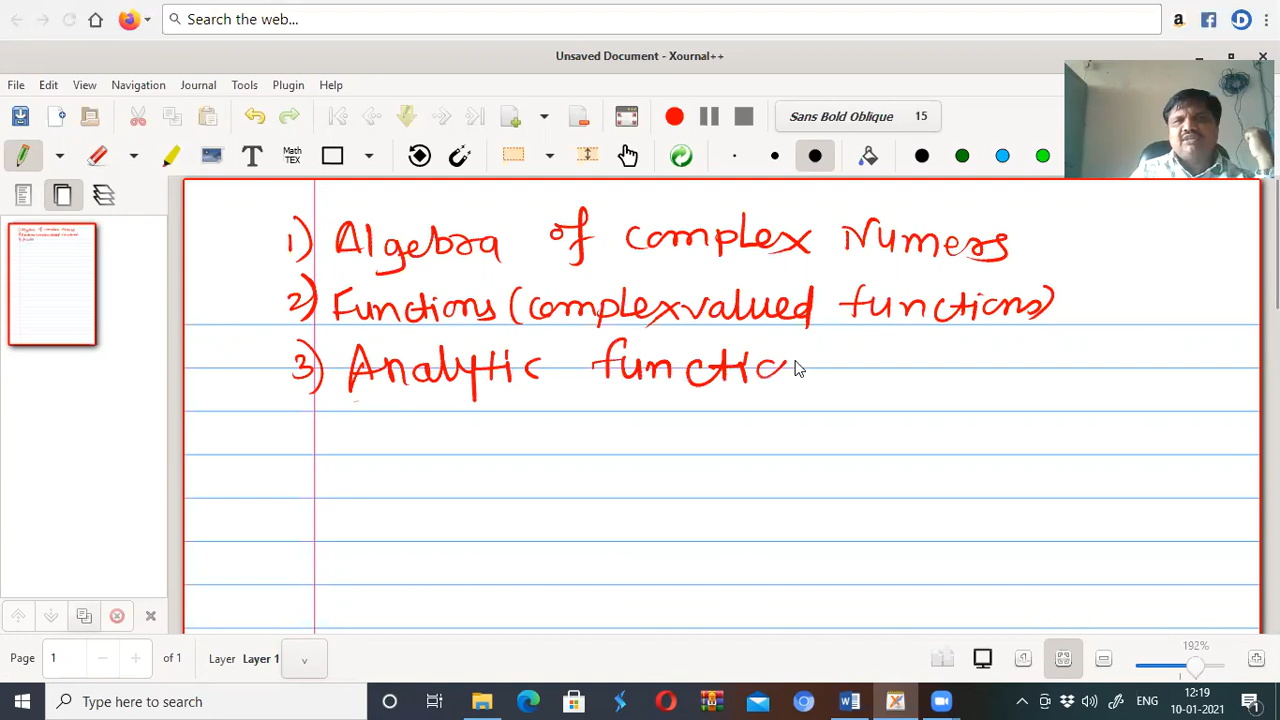 Search the web...
Unsaved Document - Xournal++
File Edit View Navigation Journal Tools Plugin Help
Sans Bold Oblique 15
Math TEX
1) Algebra of complex Numers
2) Functions (complexvalued functions)
3) Analytic functio
Page 1 of 1 Layer Layer 1
192%
Type here to search
ENG
12:19
10-01-2021